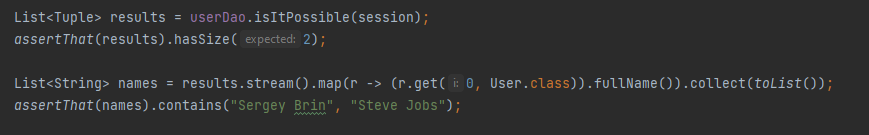 List<Tuple> results = userDao.isItPossible(session);
assertThat(results).hasSize( expected: 2);
List<String> names = results.stream().map(r -> (r.get( i: 0, User.class)).fullName()).collect(toList());
assertThat(names).contains("Sergey Brin", "Steve Jobs");